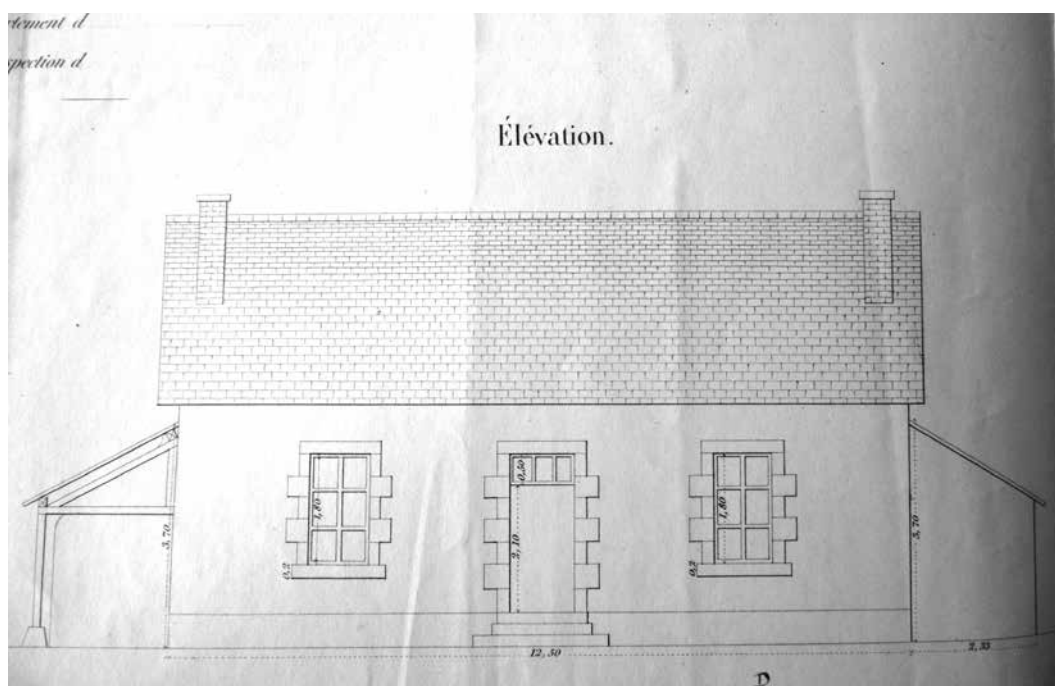 rtement d
spection d
Élévation.
0,50
1,80
2,10
1,80
3,70
3,70
0,2
0,2
12,50
2,35
D